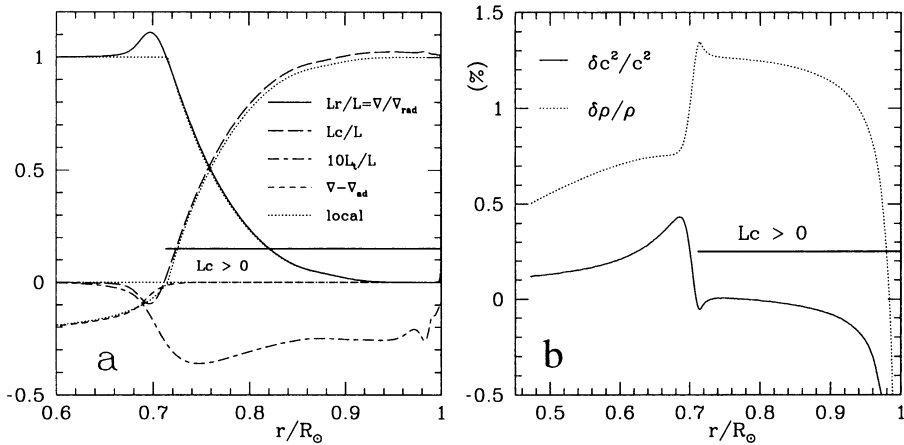 1
0.5
0
-0.5
Lr/L=∇/∇rad
Lc/L
10Lt/L
∇-∇ad
local
Lc > 0
a
0.6 0.7 0.8 0.9 1
r/R⊙
(%)
1.5
1
0.5
0
-0.5
δc²/c²
δρ/ρ
Lc > 0
b
0.5 0.6 0.7 0.8 0.9 1
r/R⊙